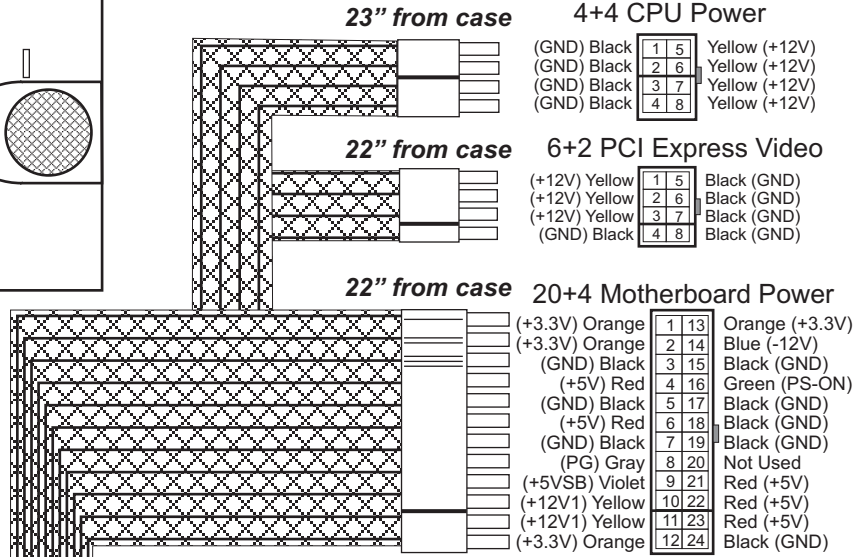 23” from case
4+4 CPU Power
(GND) Black 1 5 Yellow (+12V)
(GND) Black 2 6 Yellow (+12V)
(GND) Black 3 7 Yellow (+12V)
(GND) Black 4 8 Yellow (+12V)
22” from case
6+2 PCI Express Video
(+12V) Yellow 1 5 Black (GND)
(+12V) Yellow 2 6 Black (GND)
(+12V) Yellow 3 7 Black (GND)
(GND) Black 4 8 Black (GND)
22” from case
20+4 Motherboard Power
(+3.3V) Orange 1 13 Orange (+3.3V)
(+3.3V) Orange 2 14 Blue (-12V)
(GND) Black 3 15 Black (GND)
(+5V) Red 4 16 Green (PS-ON)
(GND) Black 5 17 Black (GND)
(+5V) Red 6 18 Black (GND)
(GND) Black 7 19 Black (GND)
(PG) Gray 8 20 Not Used
(+5VSB) Violet 9 21 Red (+5V)
(+12V1) Yellow 10 22 Red (+5V)
(+12V1) Yellow 11 23 Red (+5V)
(+3.3V) Orange 12 24 Black (GND)